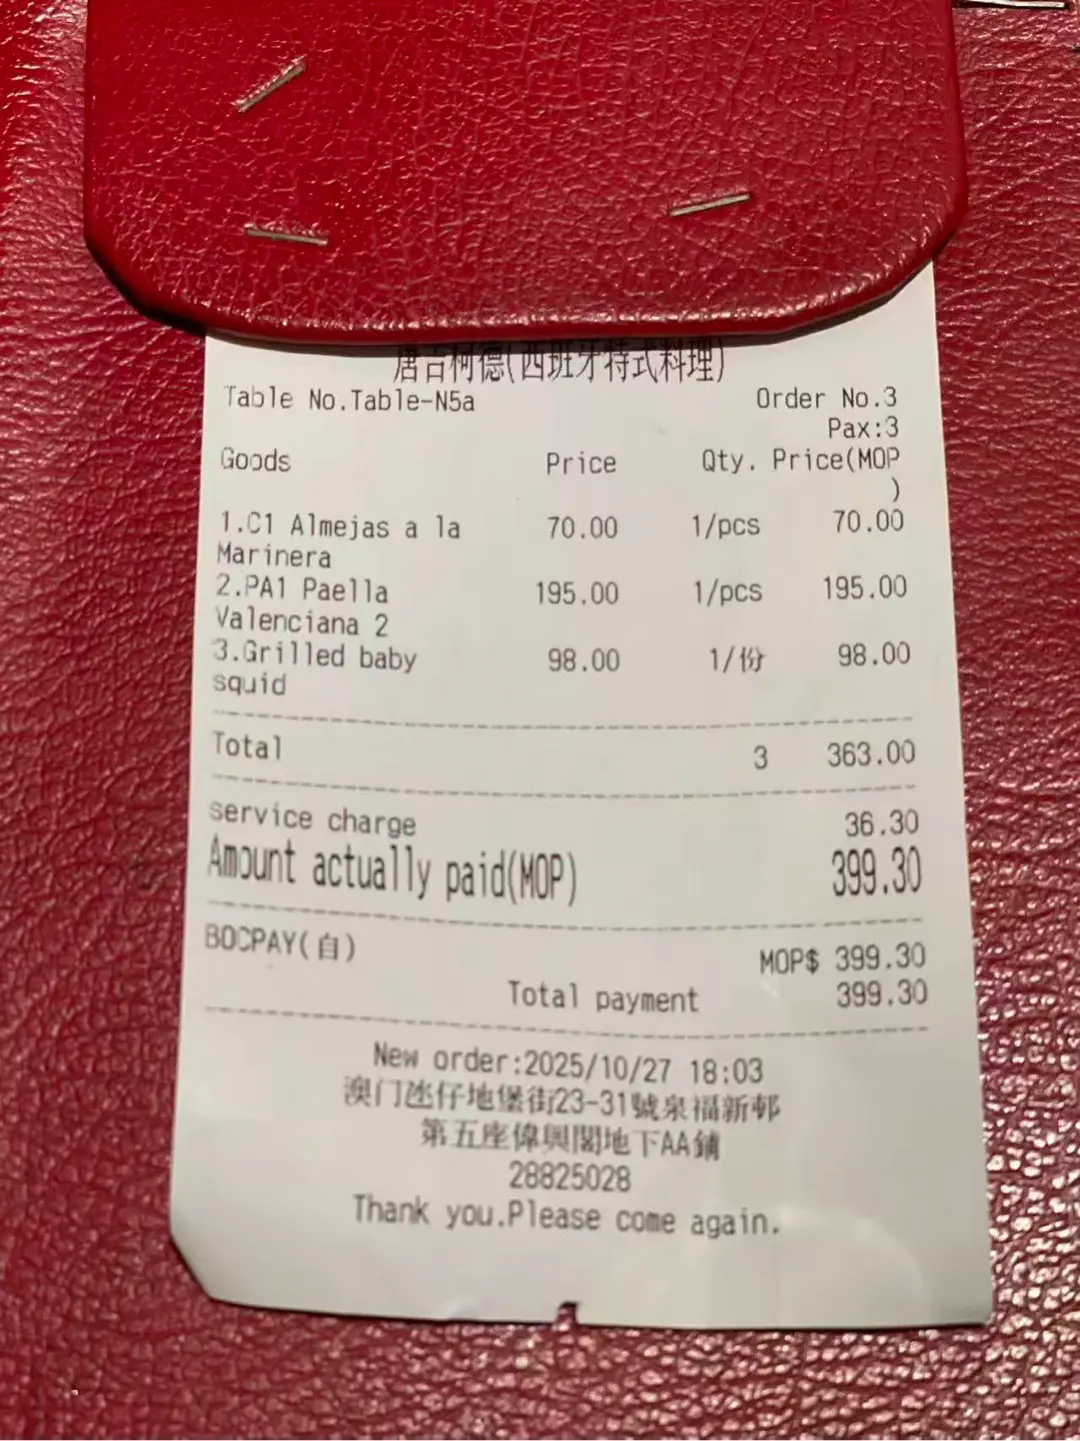 唐吉柯德(西班牙特式料理)
Table No.Table-N5a Order No.3
Pax:3
Goods Price Qty. Price(MOP
)
1.C1 Almejas a la 70.00 1/pcs 70.00
Marinera
2.PA1 Paella 195.00 1/pcs 195.00
Valenciana 2
3.Grilled baby 98.00 1/份 98.00
squid
Total 3 363.00
service charge 36.30
Amount actually paid(MOP) 399.30
BOCPAY(自) MOP$ 399.30
Total payment 399.30
New order:2025/10/27 18:03
澳门氹仔地堡街23-31號泉福新邨
第五座偉興閣地下AA鋪
28825028
Thank you.Please come again.